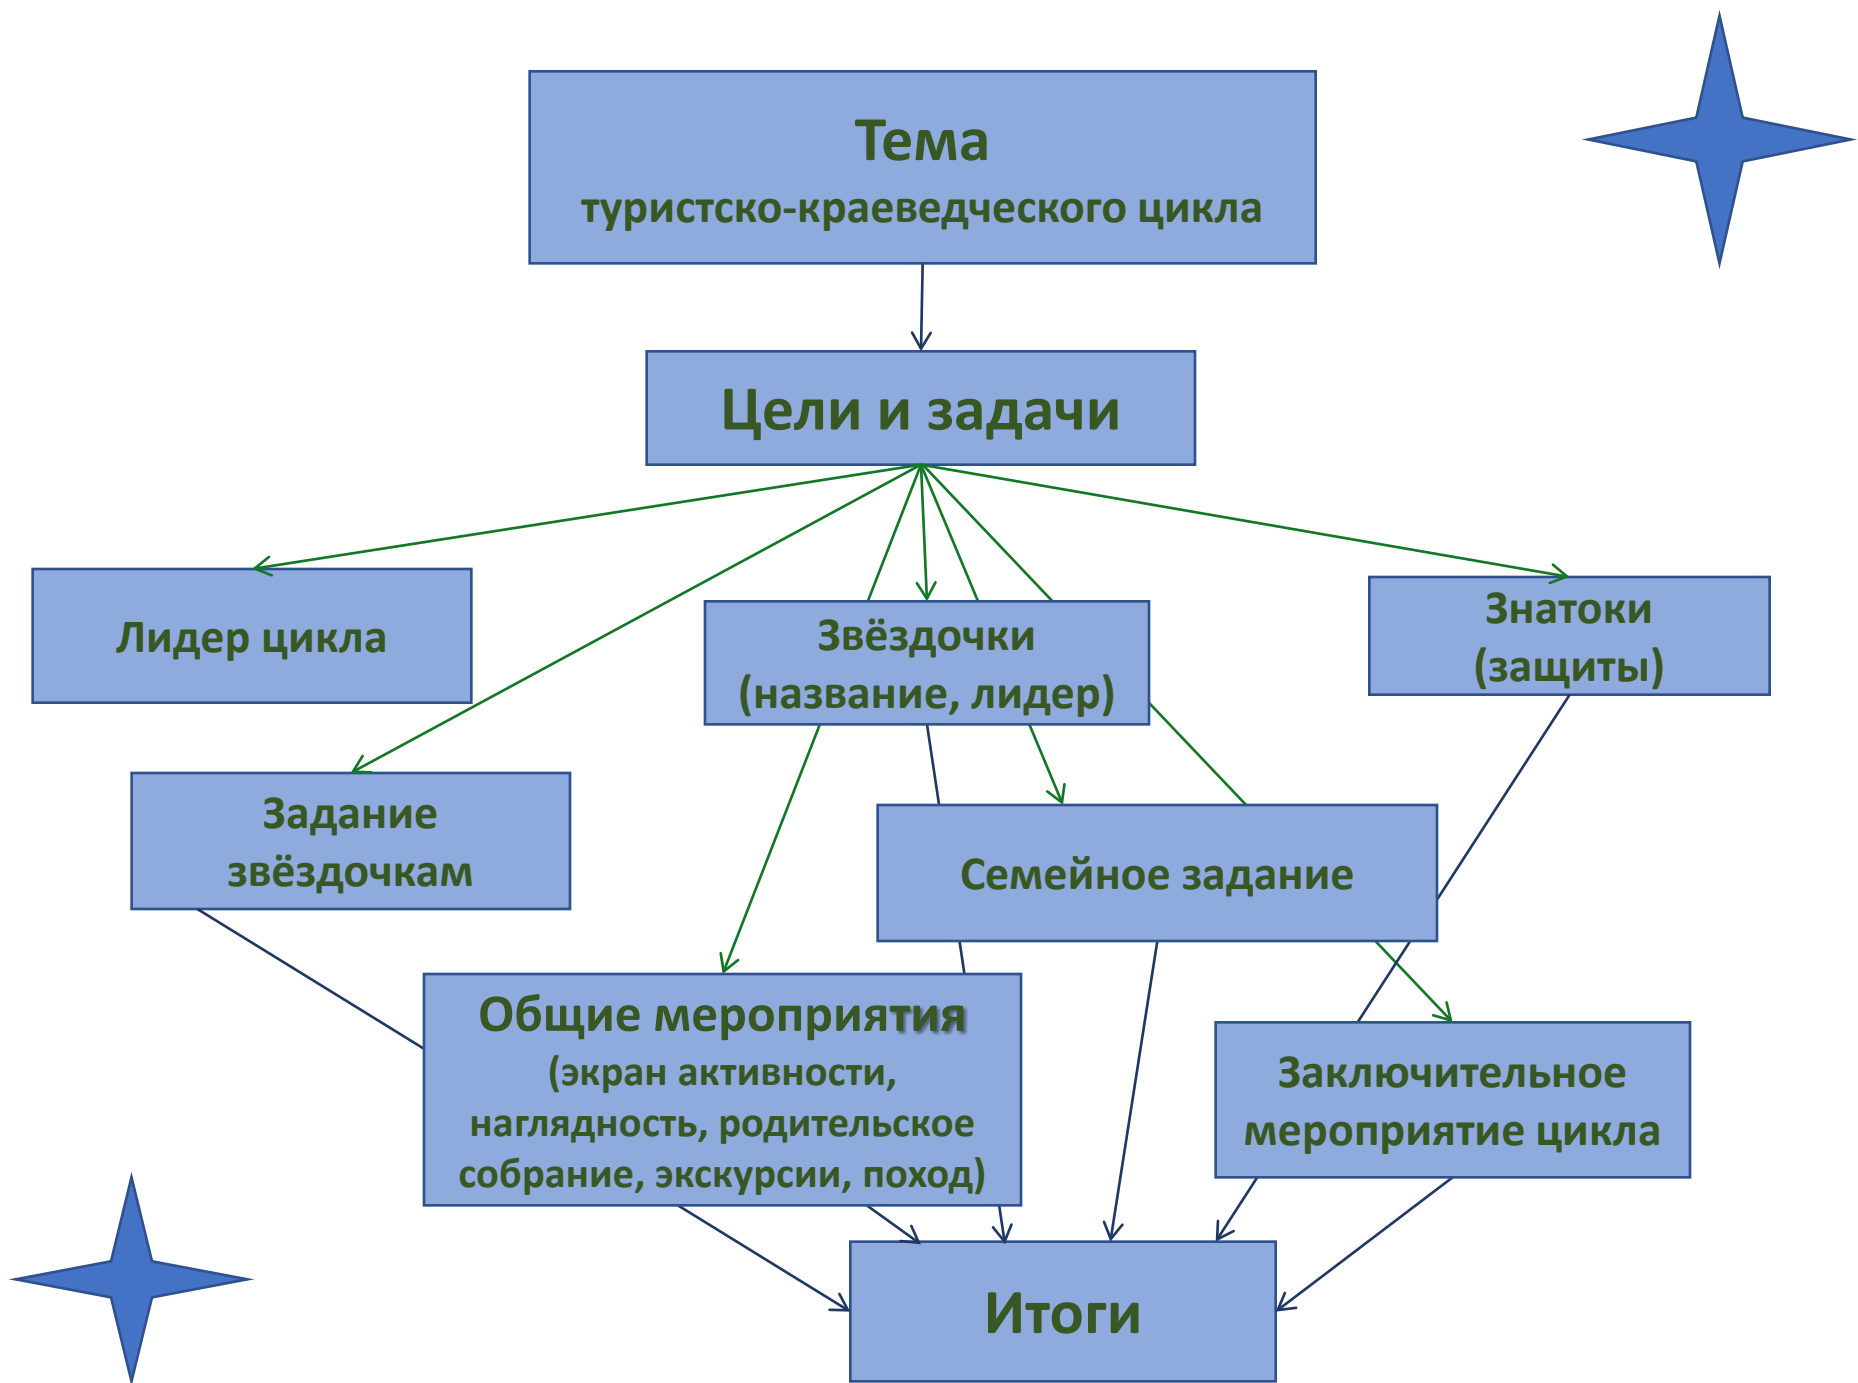 Тема
туристско-краеведческого цикла
Цели и задачи
Лидер цикла
Звёздочки
(название, лидер)
Знатоки
(защиты)
Задание
звёздочкам
Семейное задание
Общие мероприятия
(экран активности,
наглядность, родительское
собрание, экскурсии, поход)
Заключительное
мероприятие цикла
Итоги